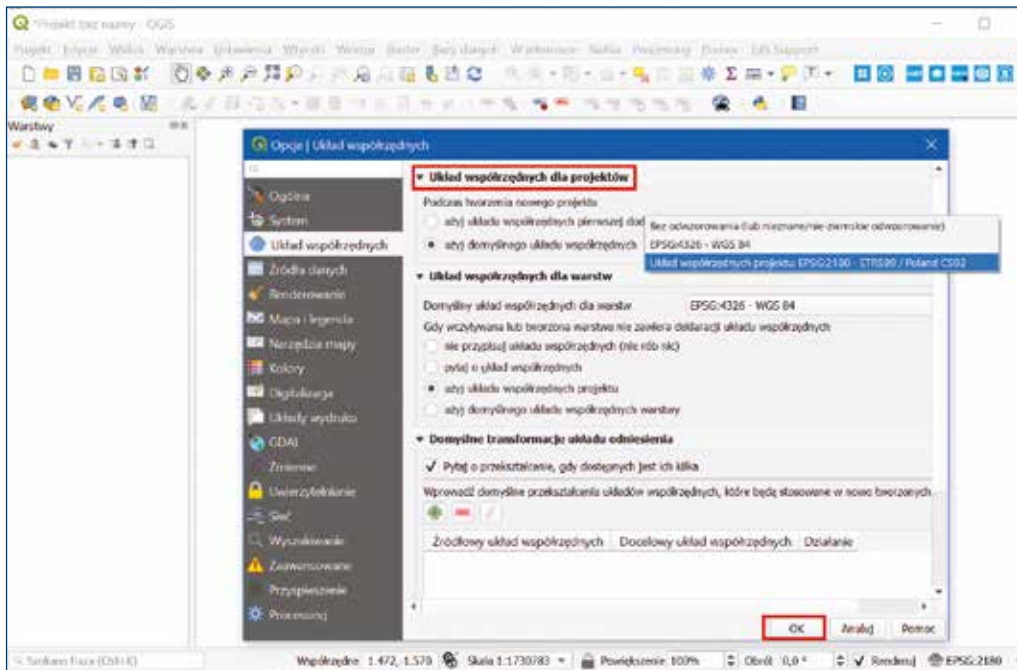 *Projekt bez nazwy - QGIS
Projekt Edycja Widok Warstwa Ustawienia Wtyczki Wektor Raster Bazy danych W internecie Siatka Processing Pomoc
Warstwy
Opcje | Układ współrzędnych
Ogólne
System
Układ współrzędnych
Źródła danych
Renderowanie
Mapa i legenda
Narzędzia mapy
Kolory
Digitalizacja
Układy wydruku
GDAL
Zmienne
Uwierzytelnianie
Sieć
Wyszukiwanie
Zaawansowane
Przyspieszenie
Processing
Układ współrzędnych dla projektów
Podczas tworzenia nowego projektu
użyj układu współrzędnych pierwszej dod
użyj domyślnego układu współrzędnych
Bez odwzorowania (lub nieznane/nie-ziemskie odwzorowanie)
EPSG:4326 - WGS 84
Układ współrzędnych projektu: EPSG:2180 - ETRS89 / Poland CS92
Układ współrzędnych dla warstw
Domyślny układ współrzędnych dla warstw EPSG:4326 - WGS 84
Gdy wczytywana lub tworzona warstwa nie zawiera deklaracji układu współrzędnych
nie przypisuj układu współrzędnych (nie rób nic)
pytaj o układ współrzędnych
użyj układu współrzędnych projektu
użyj domyślnego układu współrzędnych warstwy
Domyślne transformacje układu odniesienia
Pytaj o przekształcanie, gdy dostępnych jest ich kilka
Wprowadź domyślne przekształcenia układów współrzędnych, które będą stosowane w nowo tworzonych
Źródłowy układ współrzędnych Docelowy układ współrzędnych Działanie
OK Anuluj Pomoc
Szukane fraza (Ctrl+K) Współrzędne 1.472, 1.570 Skala 1:1730783 Powiększenie 100% Obrót 0,0 ° Renderuj EPSG:2180